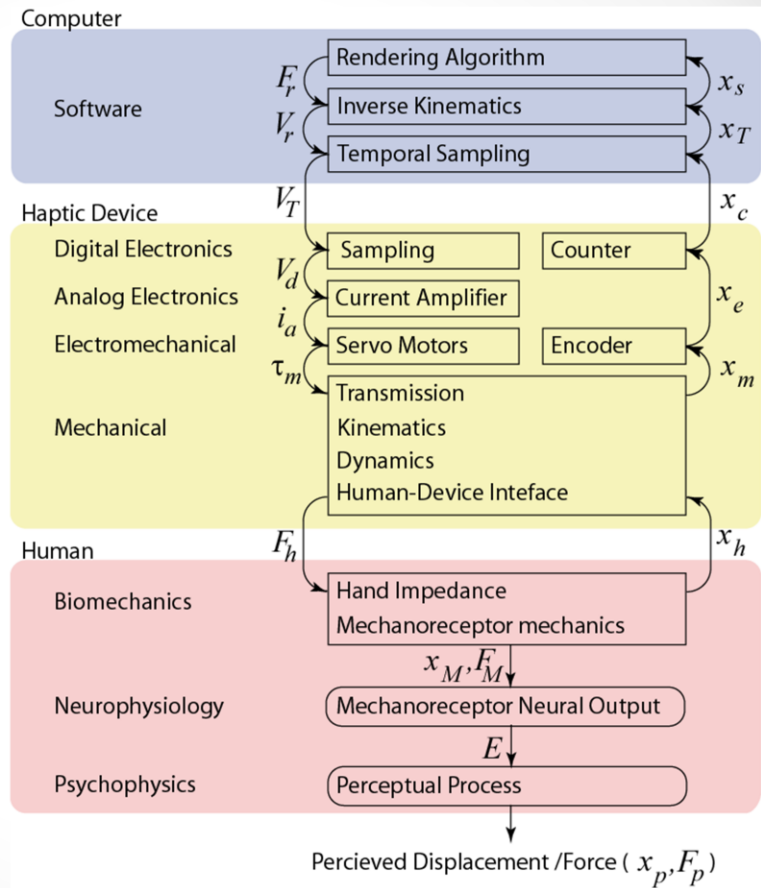 Computer
Rendering Algorithm
F_r
x_s
Software
Inverse Kinematics
V_r
x_T
Temporal Sampling
V_T
x_c
Haptic Device
Digital Electronics
Sampling
Counter
V_d
Analog Electronics
Current Amplifier
x_e
i_a
Electromechanical
Servo Motors
Encoder
τ_m
x_m
Transmission
Mechanical
Kinematics
Dynamics
Human-Device Inteface
F_h
x_h
Human
Biomechanics
Hand Impedance
Mechanoreceptor mechanics
x_M, F_M
Neurophysiology
Mechanoreceptor Neural Output
E
Psychophysics
Perceptual Process
Percieved Displacement /Force ( x_p, F_p )